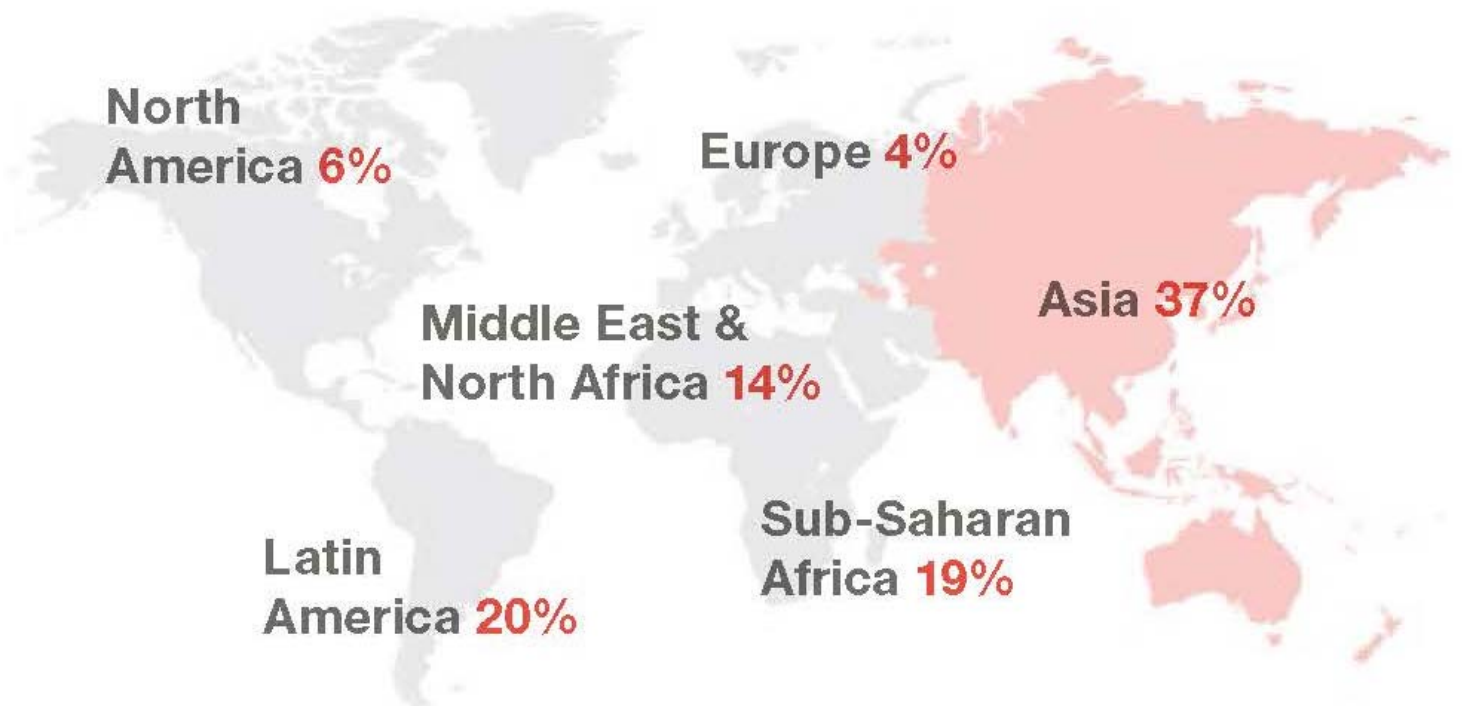 North
America 6%
Europe 4%
Asia 37%
Middle East &
North Africa 14%
Sub-Saharan
Africa 19%
Latin
America 20%